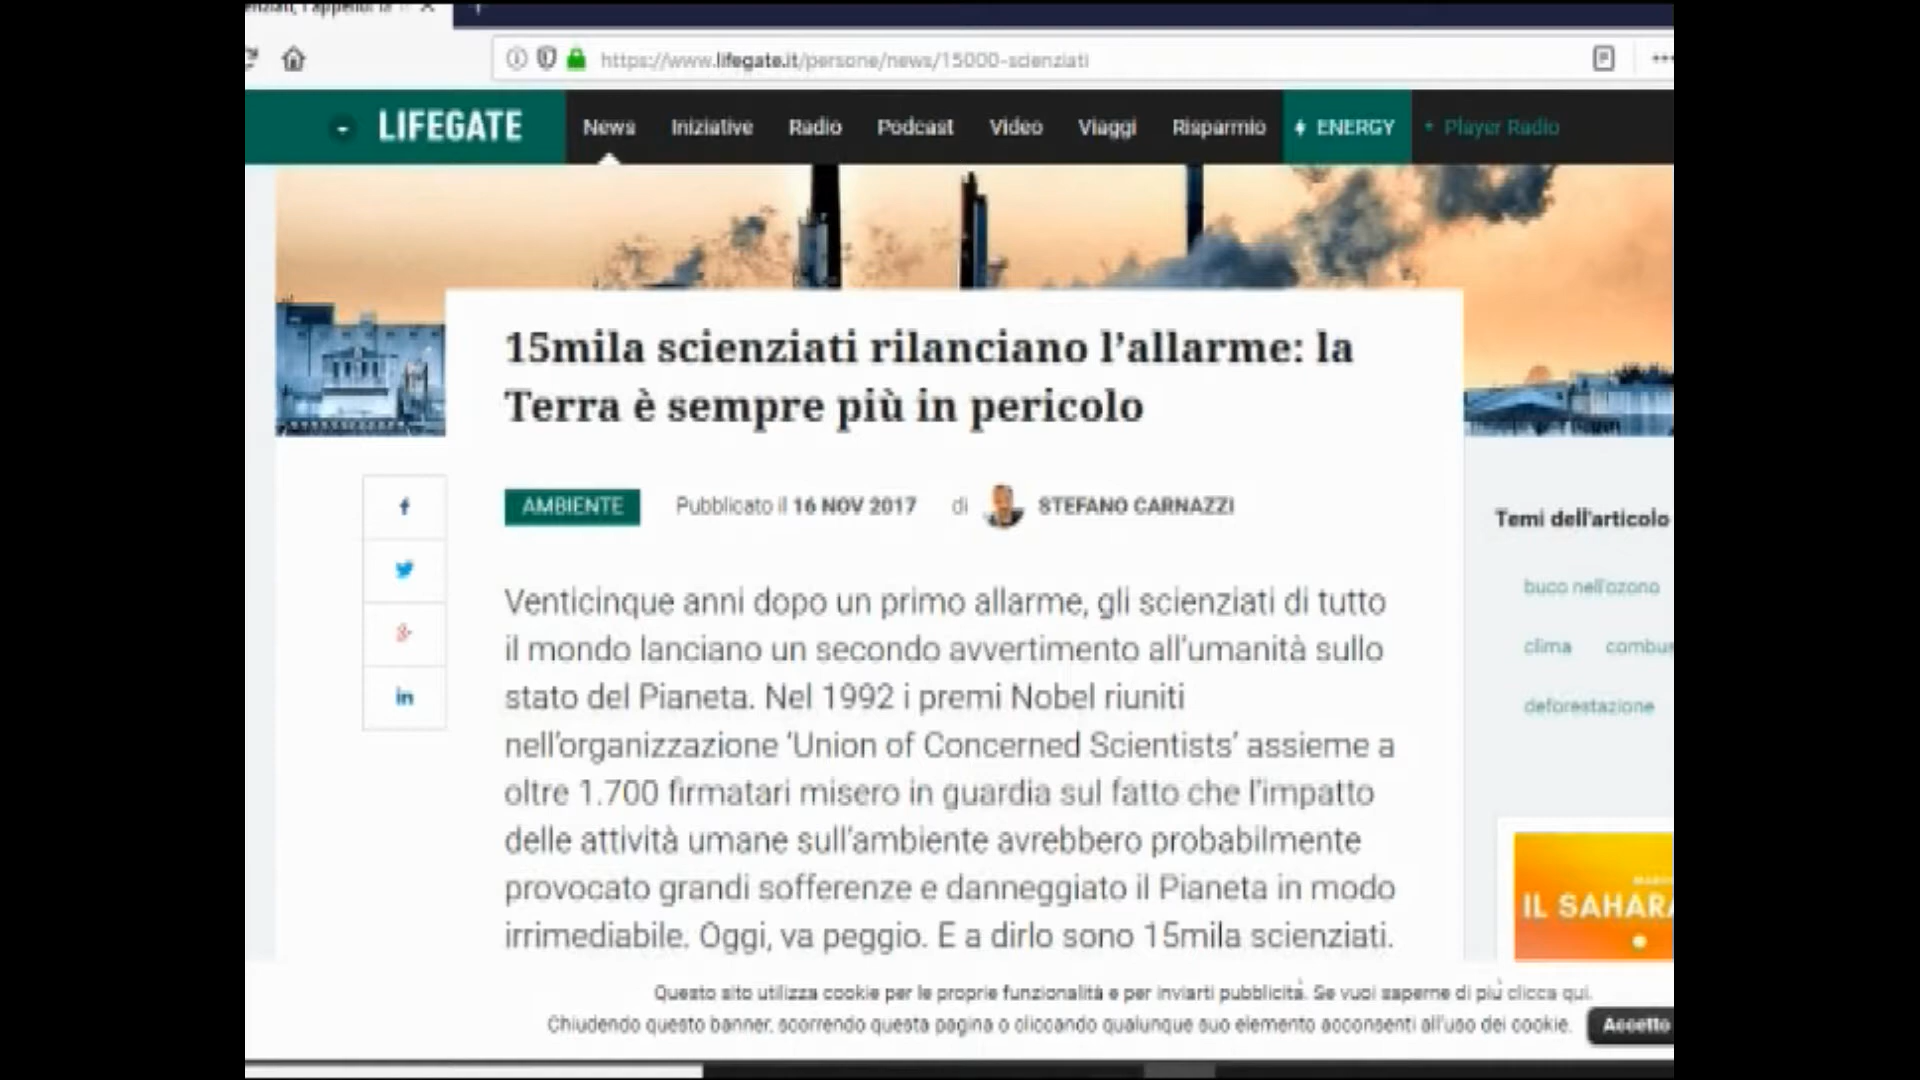 https://www.lifegate.it/persone/news/15000-scienziati
LIFEGATE
News Iniziative Radio Podcast Video Viaggi Risparmio ENERGY Player Radio
15mila scienziati rilanciano l'allarme: la
Terra è sempre più in pericolo
AMBIENTE Pubblicato il 16 NOV 2017 di STEFANO CARNAZZI
Venticinque anni dopo un primo allarme, gli scienziati di tutto
il mondo lanciano un secondo avvertimento all'umanità sullo
stato del Pianeta. Nel 1992 i premi Nobel riuniti
nell'organizzazione 'Union of Concerned Scientists' assieme a
oltre 1.700 firmatari misero in guardia sul fatto che l'impatto
delle attività umane sull'ambiente avrebbero probabilmente
provocato grandi sofferenze e danneggiato il Pianeta in modo
irrimediabile. Oggi, va peggio. E a dirlo sono 15mila scienziati.
Temi dell'articolo
buco nell'ozono
clima
deforestazione
IL SAHARA
Questo sito utilizza cookie per le proprie funzionalità e per inviarti pubblicità. Se vuoi saperne di più clicca qui.
Chiudendo questo banner, scorrendo questa pagina o cliccando qualunque suo elemento acconsenti all'uso dei cookie. Accetto